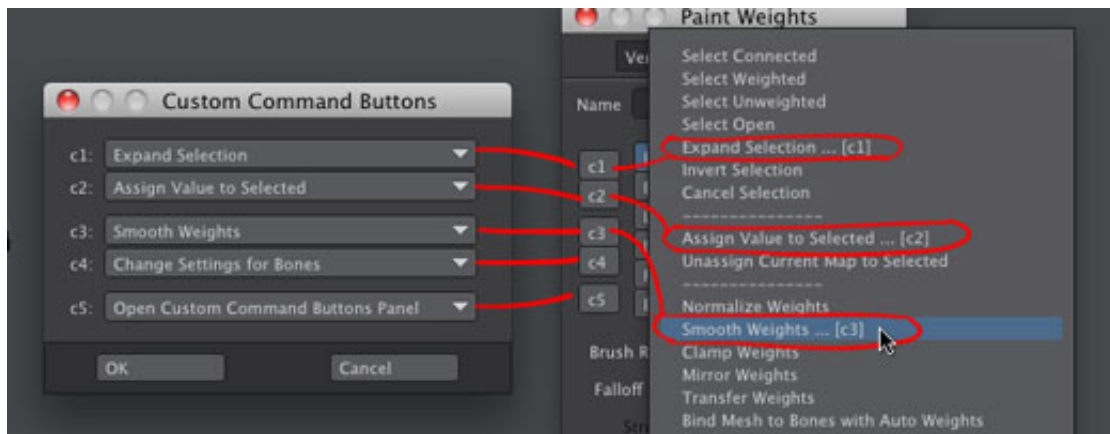 Custom Command Buttons
c1: Expand Selection
c2: Assign Value to Selected
c3: Smooth Weights
c4: Change Settings for Bones
c5: Open Custom Command Buttons Panel
OK
Cancel
Paint Weights
Name
c1
c2
c3
c4
c5
Brush
Falloff
Select Connected
Select Weighted
Select Unweighted
Select Open
Expand Selection ... [c1]
Invert Selection
Cancel Selection
---------------
Assign Value to Selected ... [c2]
Unassign Current Map to Selected
---------------
Normalize Weights
Smooth Weights ... [c3]
Clamp Weights
Mirror Weights
Transfer Weights
Bind Mesh to Bones with Auto Weights